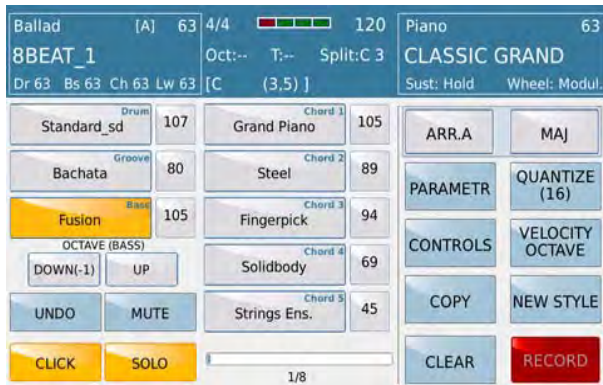 Ballad [A] 63
8BEAT_1
Dr 63 Bs 63 Ch 63 Lw 63
4/4 120
Oct:-- T:-- Split:C 3
[C (3,5) ]
Piano 63
CLASSIC GRAND
Sust: Hold Wheel: Modul.
Drum
Standard_sd 107
Groove
Bachata 80
Bass
Fusion 105
OCTAVE (BASS)
DOWN(-1) UP
UNDO MUTE
CLICK SOLO
Chord 1
Grand Piano 105
Chord 2
Steel 89
Chord 3
Fingerpick 94
Chord 4
Solidbody 69
Chord 5
Strings Ens. 45
1/8
ARR.A MAJ
PARAMETR QUANTIZE
(16)
CONTROLS VELOCITY
OCTAVE
COPY NEW STYLE
CLEAR RECORD